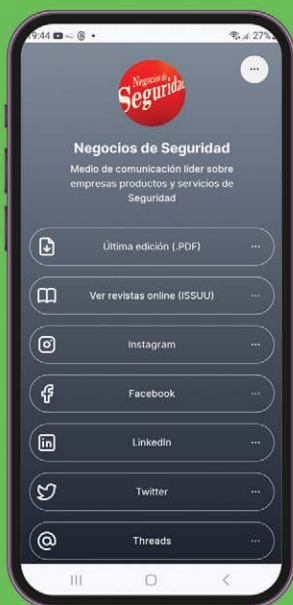 19:44
27%
Negocios de
Seguridad
Negocios de Seguridad
Medio de comunicación líder sobre
empresas productos y servicios de
Seguridad
Última edición (.PDF)
Ver revistas online (ISSUU)
Instagram
Facebook
LinkedIn
Twitter
Threads